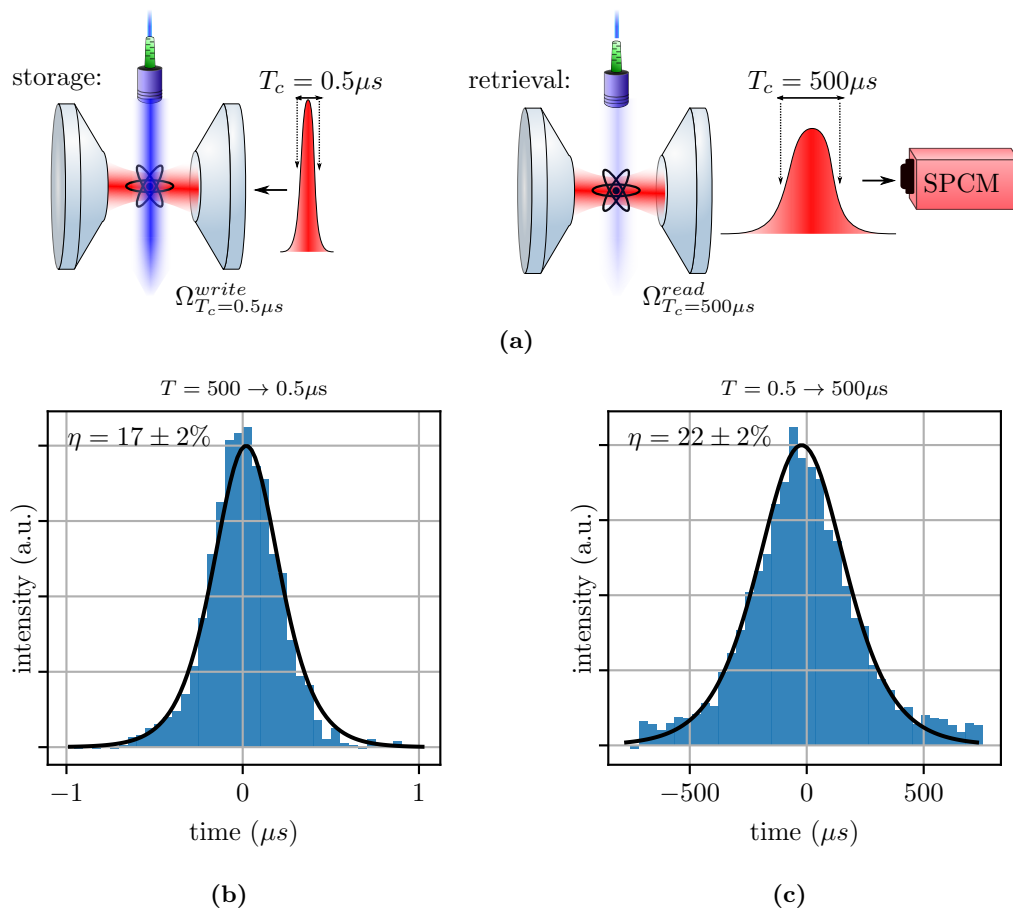 storage:
T_c = 0.5μs
Ω^{write}_{T_c=0.5μs}
retrieval:
T_c = 500μs
SPCM
Ω^{read}_{T_c=500μs}
(a)
T = 500 → 0.5μs
η = 17 ± 2%
intensity (a.u.)
−1 0 1
time (μs)
(b)
T = 0.5 → 500μs
η = 22 ± 2%
intensity (a.u.)
−500 0 500
time (μs)
(c)